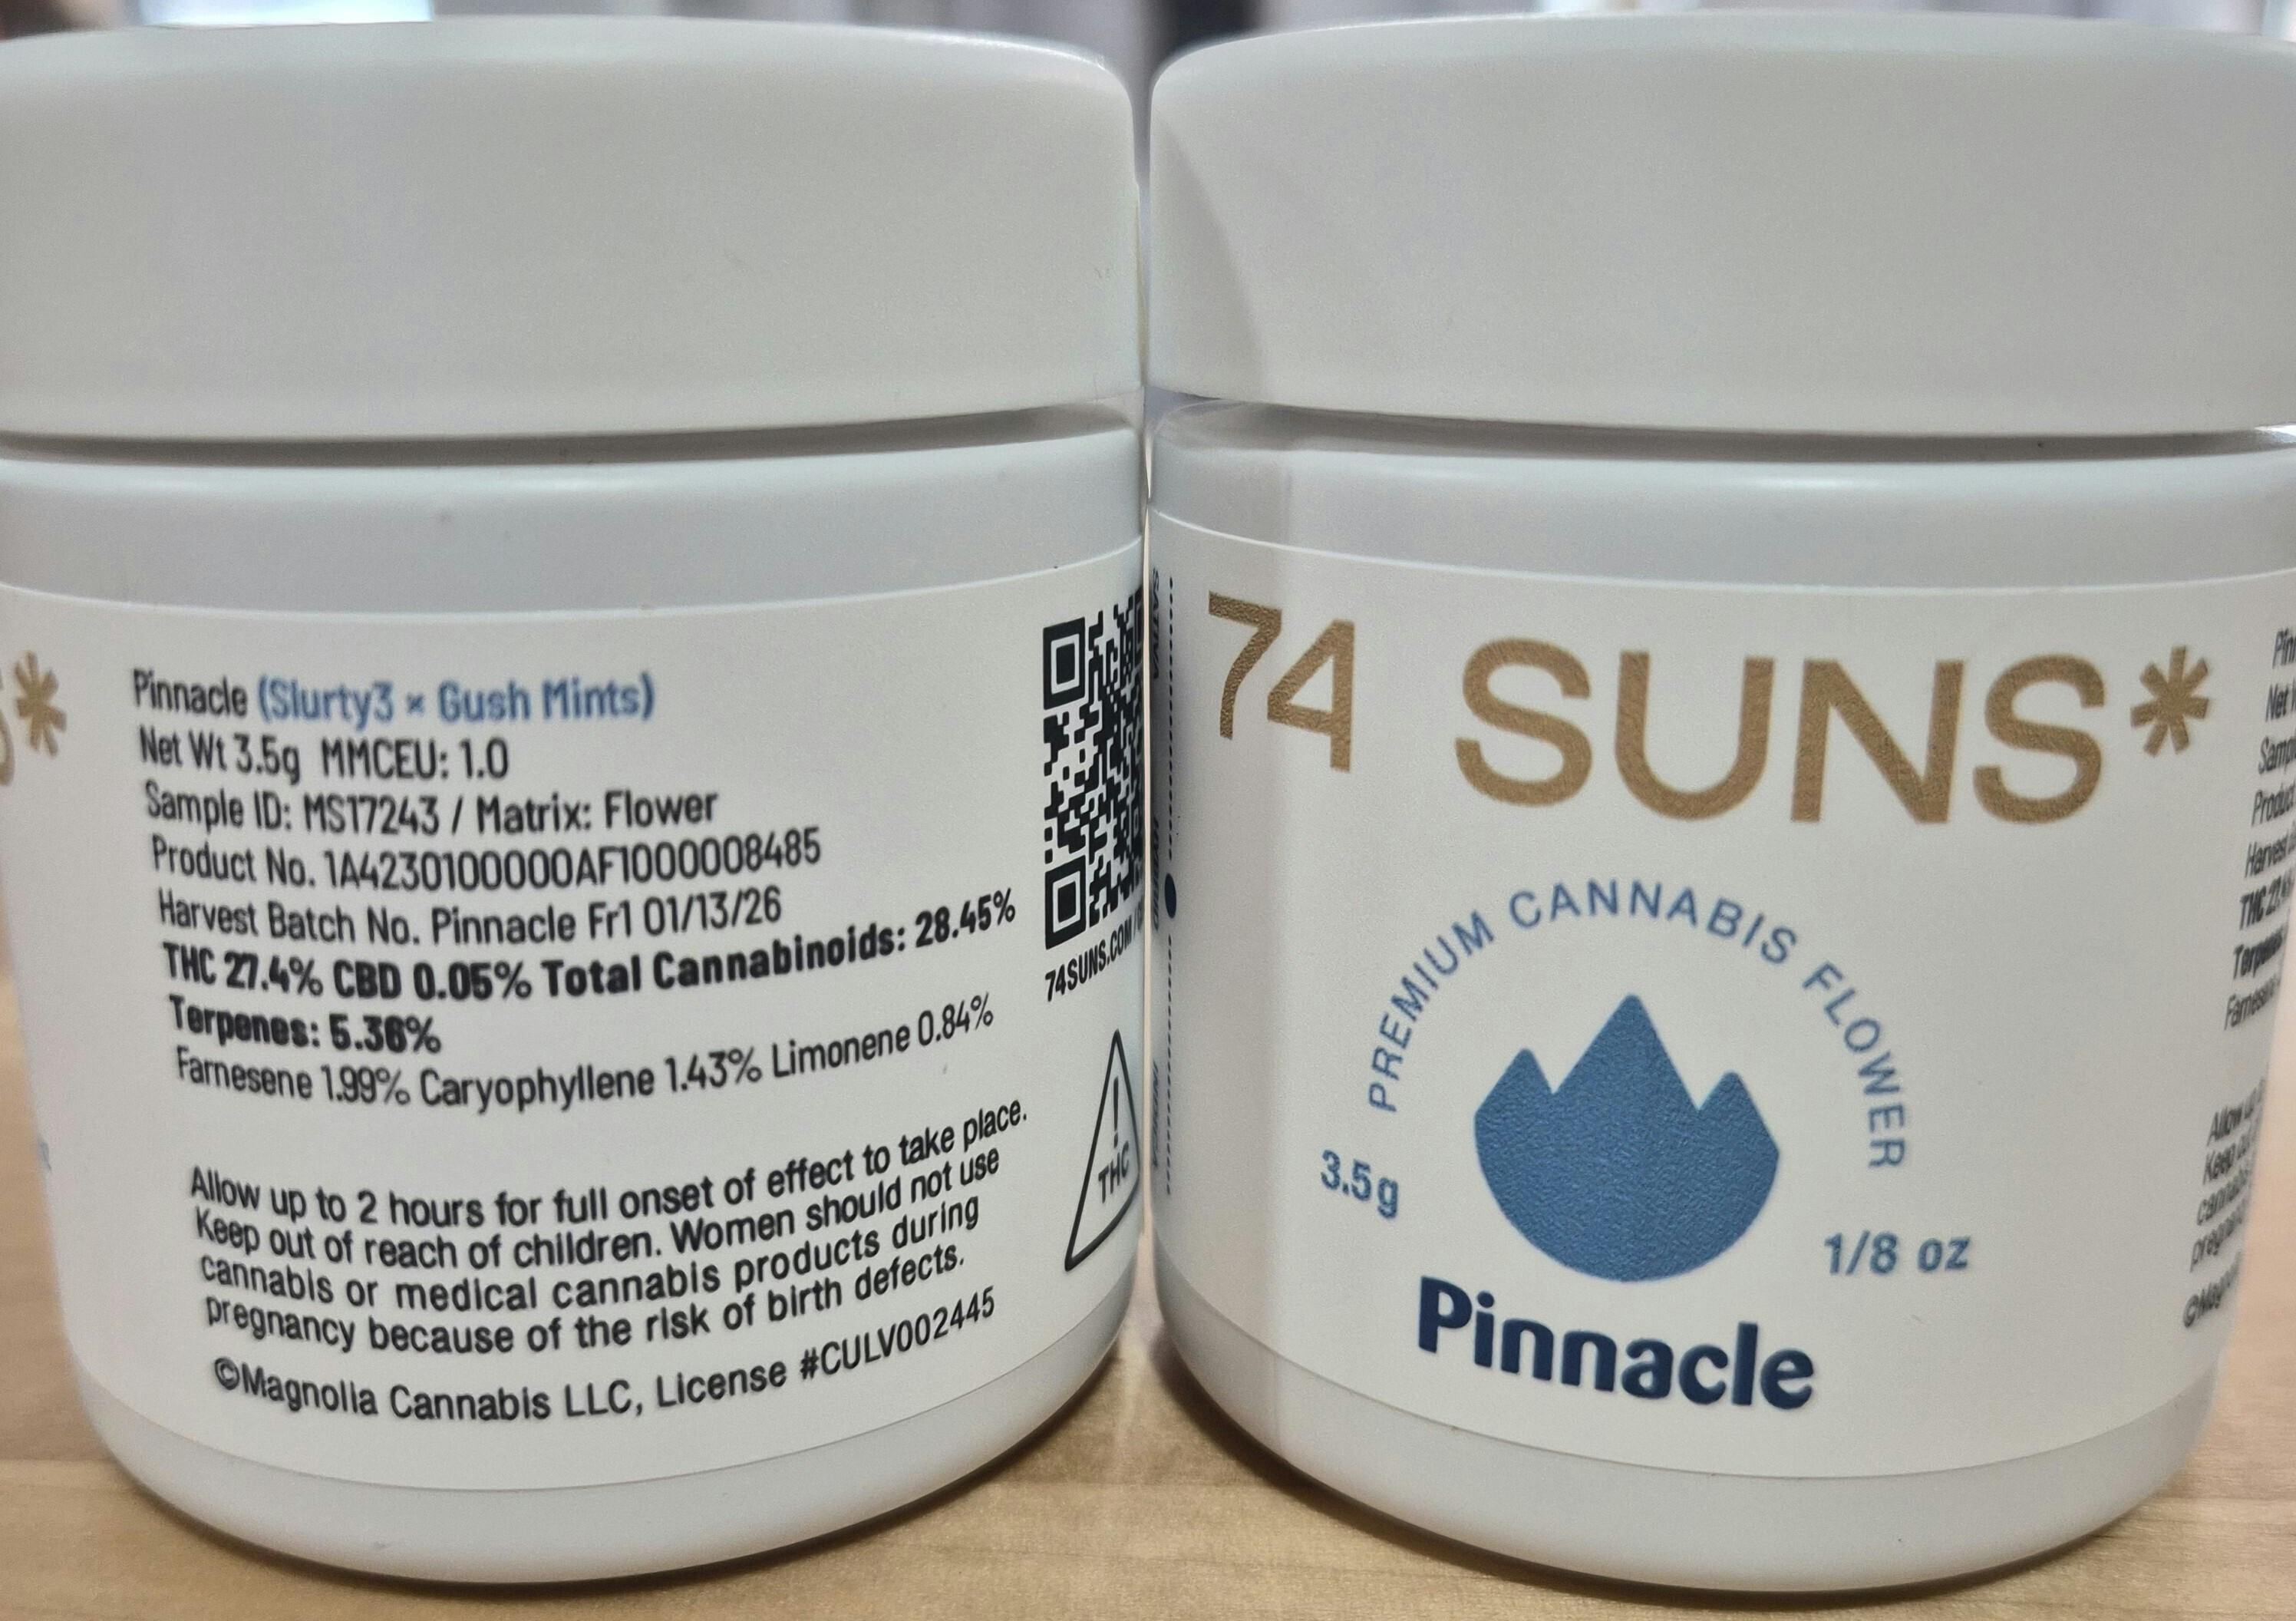 Pinnacle (Slurty3 × Gush Mints)
Net Wt 3.5g MMCEU: 1.0
Sample ID: MS17243 / Matrix: Flower
Product No. 1A4230100000AF1000008485
Harvest Batch No. Pinnacle Fr1 01/13/26
THC 27.4% CBD 0.05% Total Cannabinoids: 28.45%
Terpenes: 5.36%
Farnesene 1.99% Caryophyllene 1.43% Limonene 0.84%
Allow up to 2 hours for full onset of effect to take place.
Keep out of reach of children. Women should not use
cannabis or medical cannabis products during
pregnancy because of the risk of birth defects.
©Magnolia Cannabis LLC, License #CULV002445
74SUNS.COM
!
THC
SATIVA
74 SUNS*
PREMIUM CANNABIS FLOWER
3.5g
1/8 oz
Pinnacle